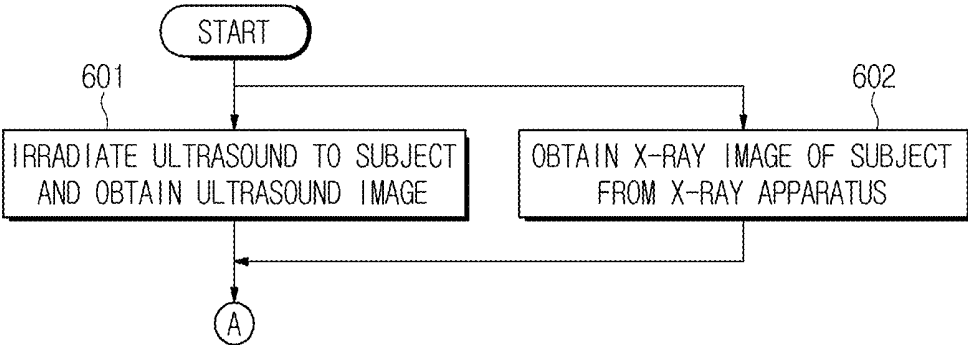 START
601
602
IRRADIATE ULTRASOUND TO SUBJECT
AND OBTAIN ULTRASOUND IMAGE
OBTAIN X-RAY IMAGE OF SUBJECT
FROM X-RAY APPARATUS
A